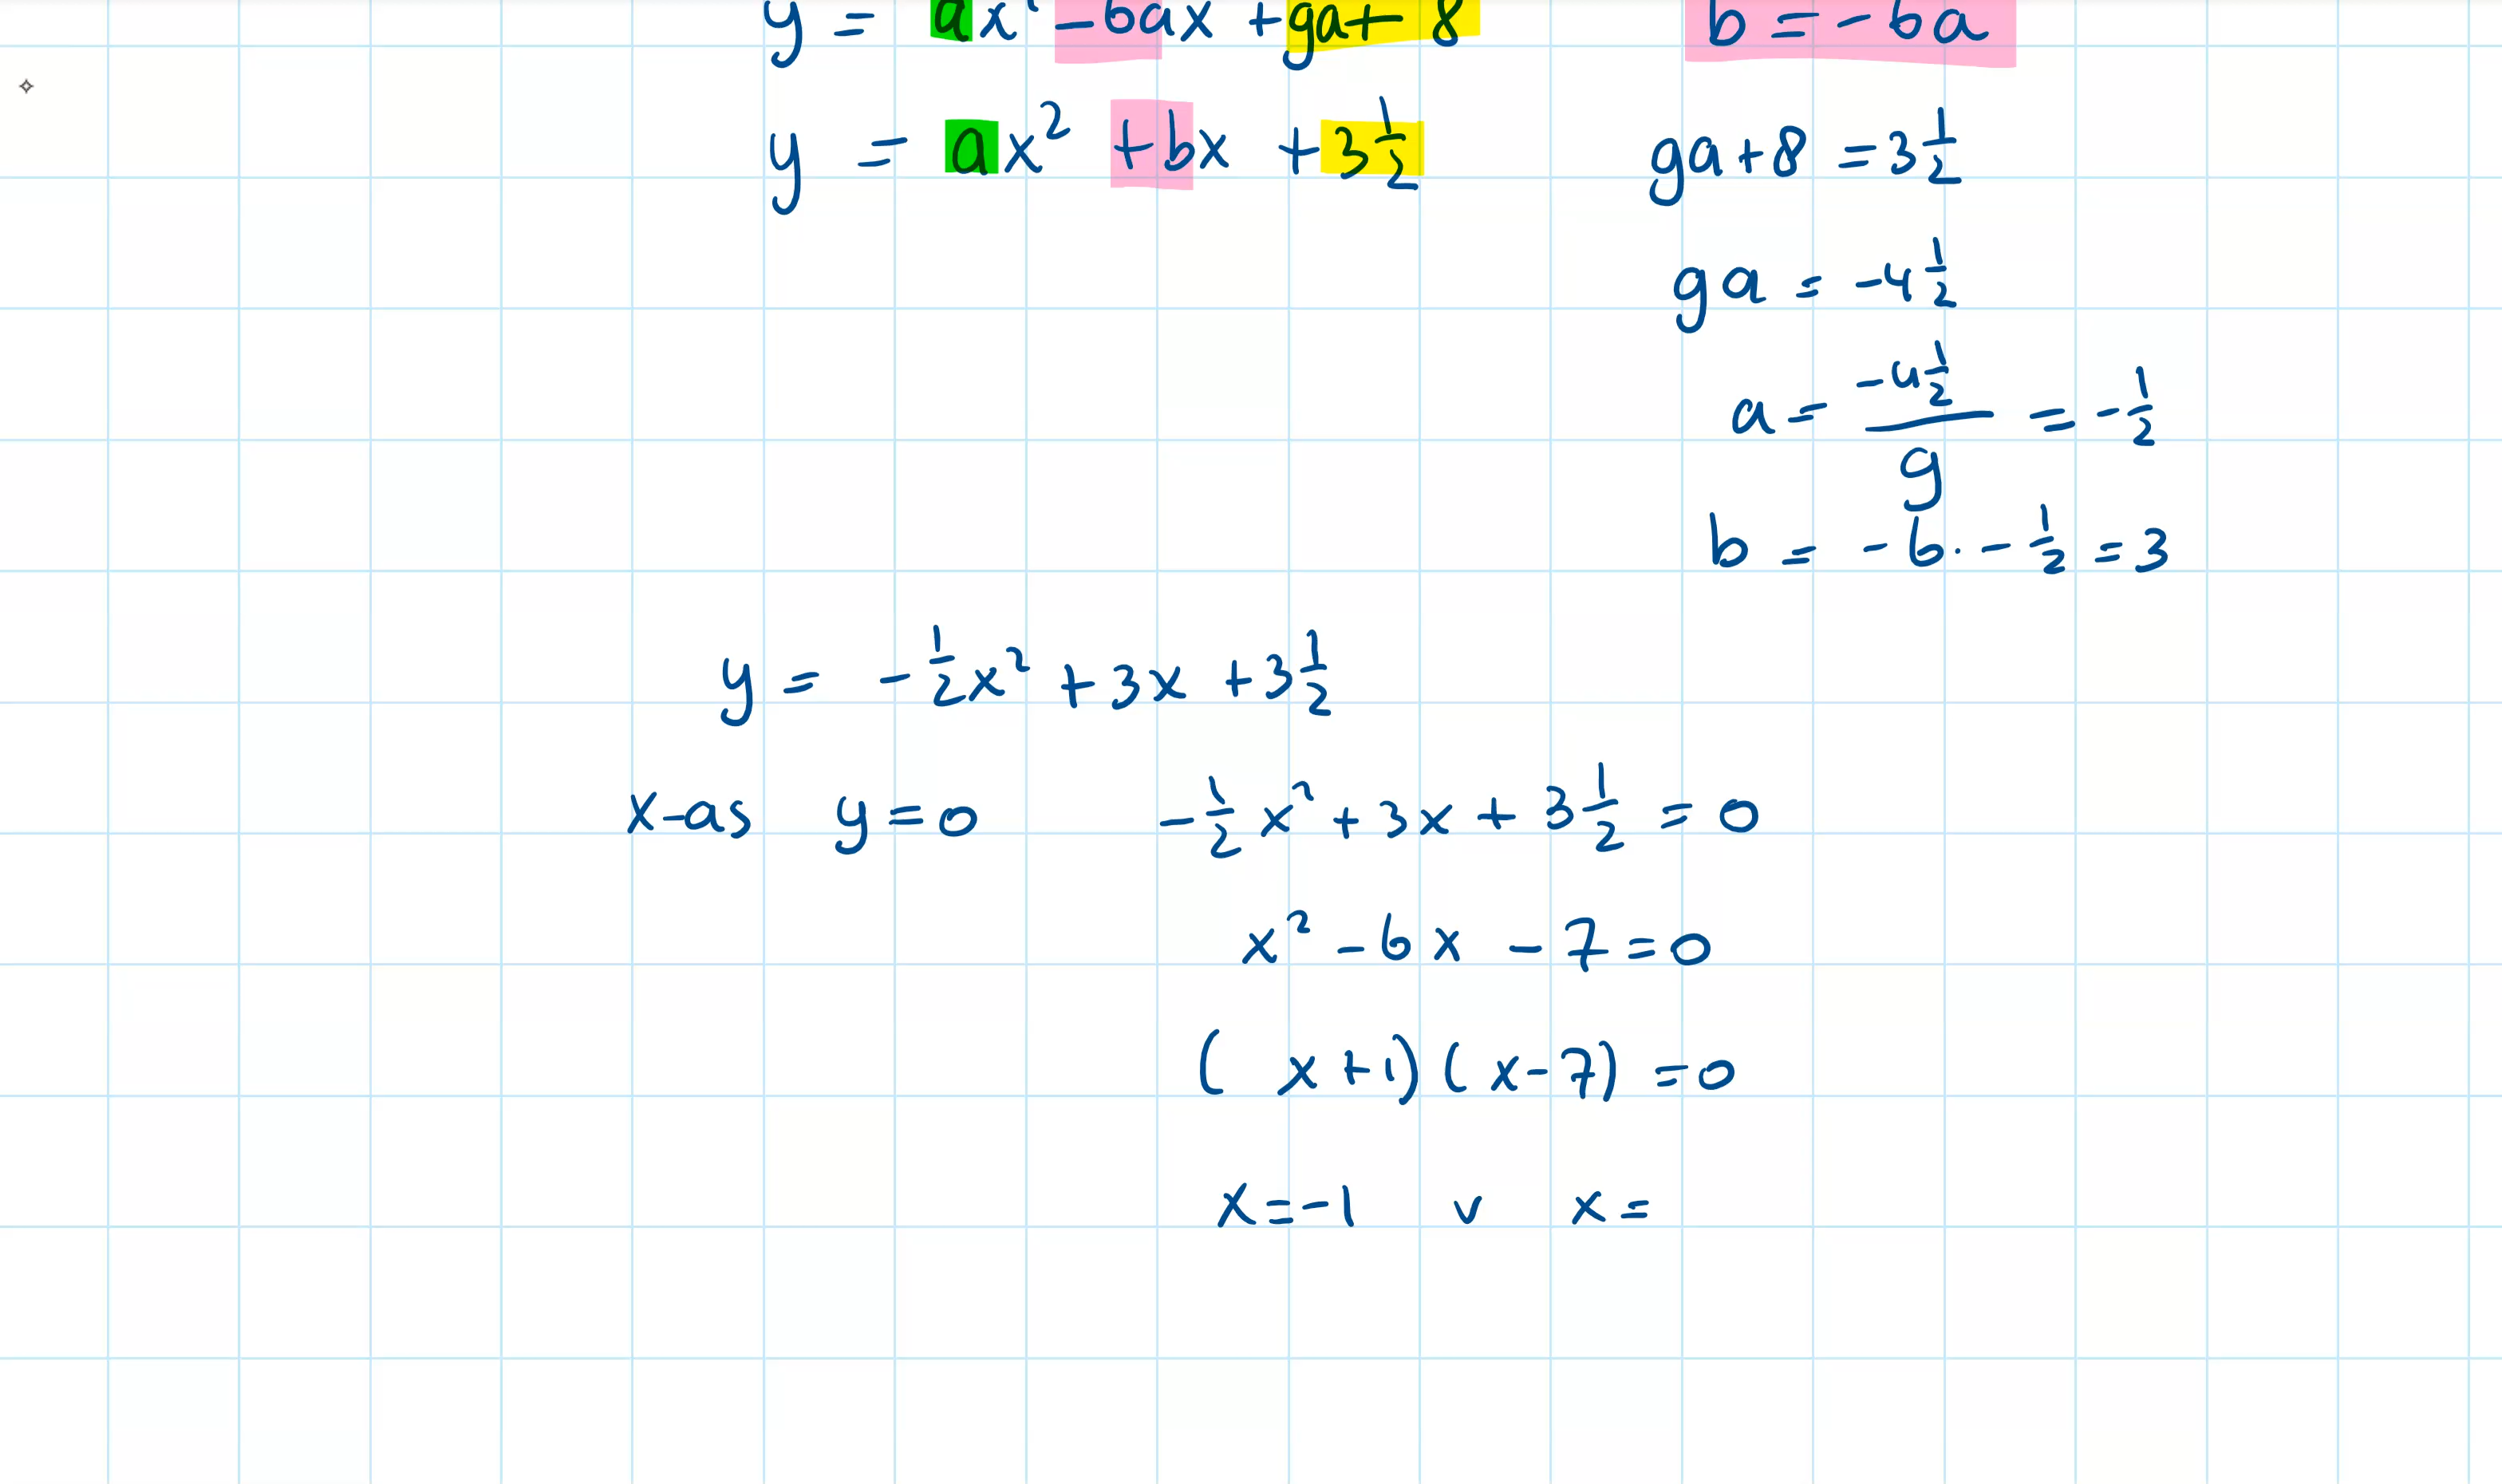 y = ax² - 6ax + 9a + 8    b = -6a
y = ax² + bx + 3½    9a + 8 = 3½
9a = -4½
a = -4½ / 9 = -½
b = -6 · -½ = 3
y = -½x² + 3x + 3½
x-as   y = 0   -½x² + 3x + 3½ = 0
x² - 6x - 7 = 0
( x+1)(x-7) = 0
x = -1   v   x =